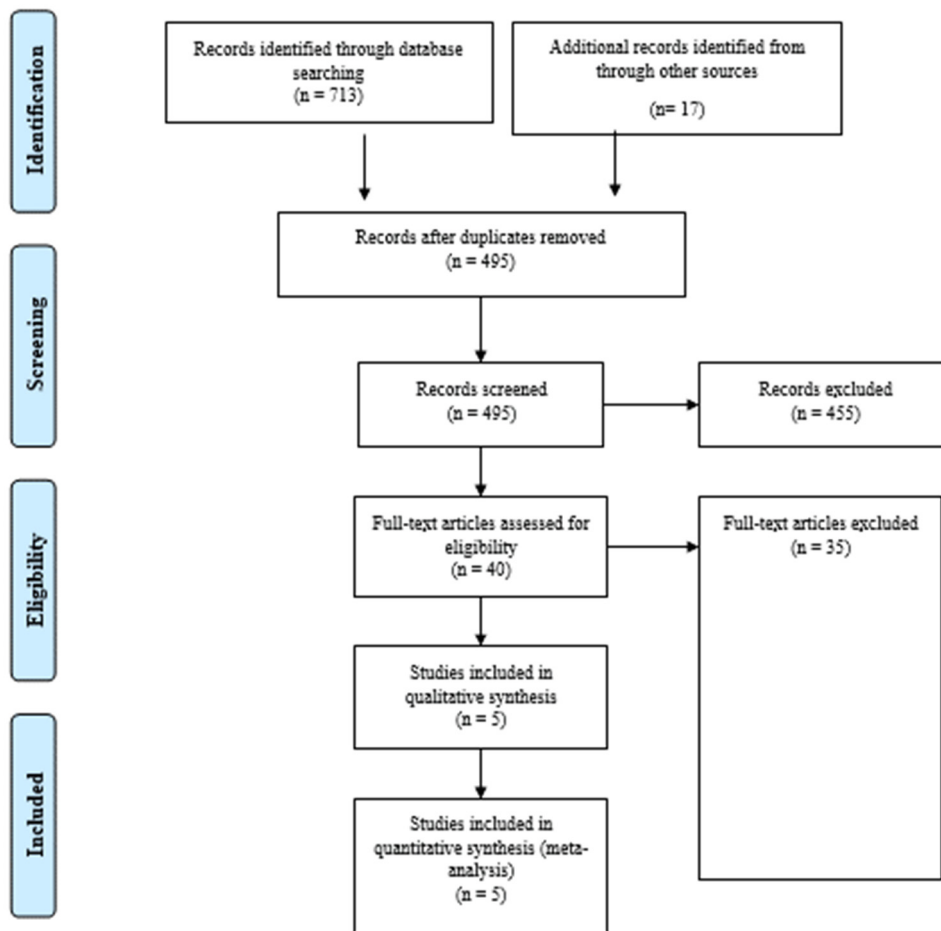 Identification
Records identified through database
searching
(n = 713)
Additional records identified from
through other sources
(n= 17)
Records after duplicates removed
(n = 495)
Screening
Records screened
(n = 495)
Records excluded
(n = 455)
Eligibility
Full-text articles assessed for
eligibility
(n = 40)
Full-text articles excluded
(n = 35)
Studies included in
qualitative synthesis
(n = 5)
Included
Studies included in
quantitative synthesis (meta-
analysis)
(n = 5)